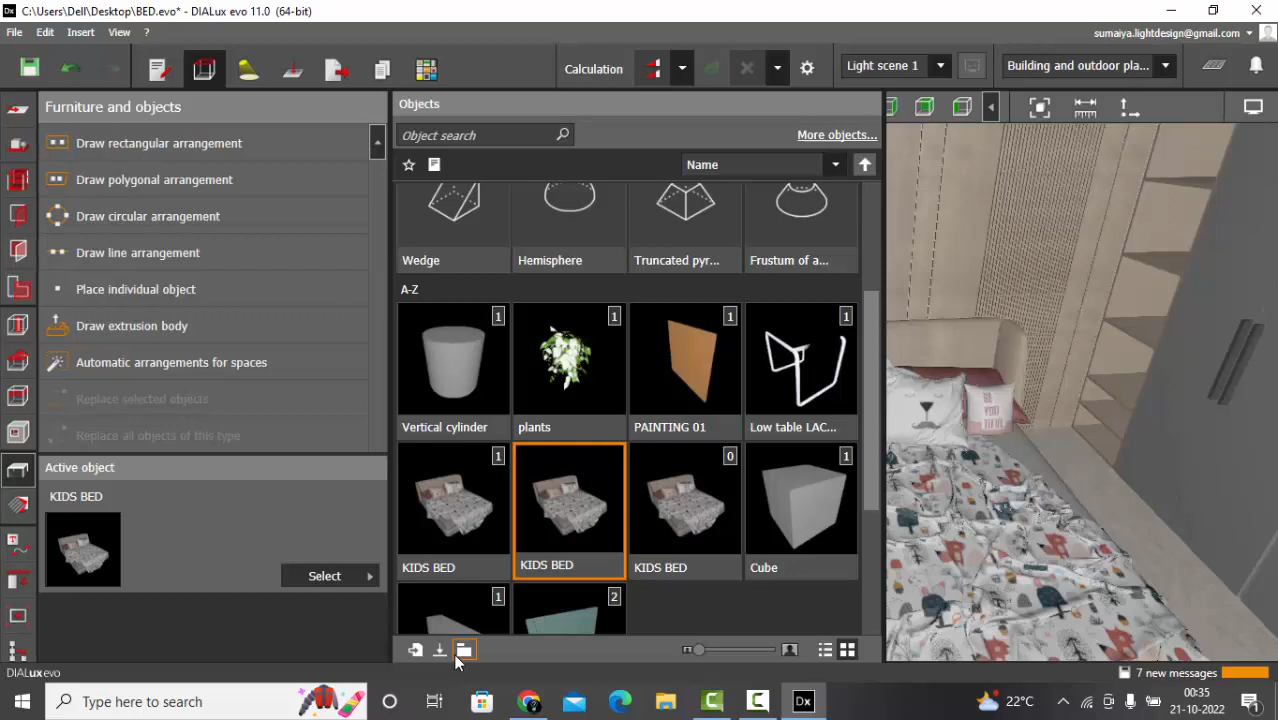 Dx C:\Users\Dell\Desktop\BED.evo* - DIALux evo 11.0 (64-bit)
File Edit Insert View ?
sumaiya.lightdesign@gmail.com
Calculation
Light scene 1
Building and outdoor pla...
Furniture and objects
Draw rectangular arrangement
Draw polygonal arrangement
Draw circular arrangement
Draw line arrangement
Place individual object
Draw extrusion body
Automatic arrangements for spaces
Replace selected objects
Replace all objects of this type
Active object
KIDS BED
Select
Objects
Object search
More objects...
Name
Wedge
Hemisphere
Truncated pyr...
Frustum of a...
A-Z
1
1
1
1
Vertical cylinder
plants
PAINTING 01
Low table LAC...
1
0
1
KIDS BED
KIDS BED
KIDS BED
Cube
1
2
BE
YOU
TIFUL
DIALux evo
7 new messages
Type here to search
Dx
22°C
00:35
21-10-2022
1